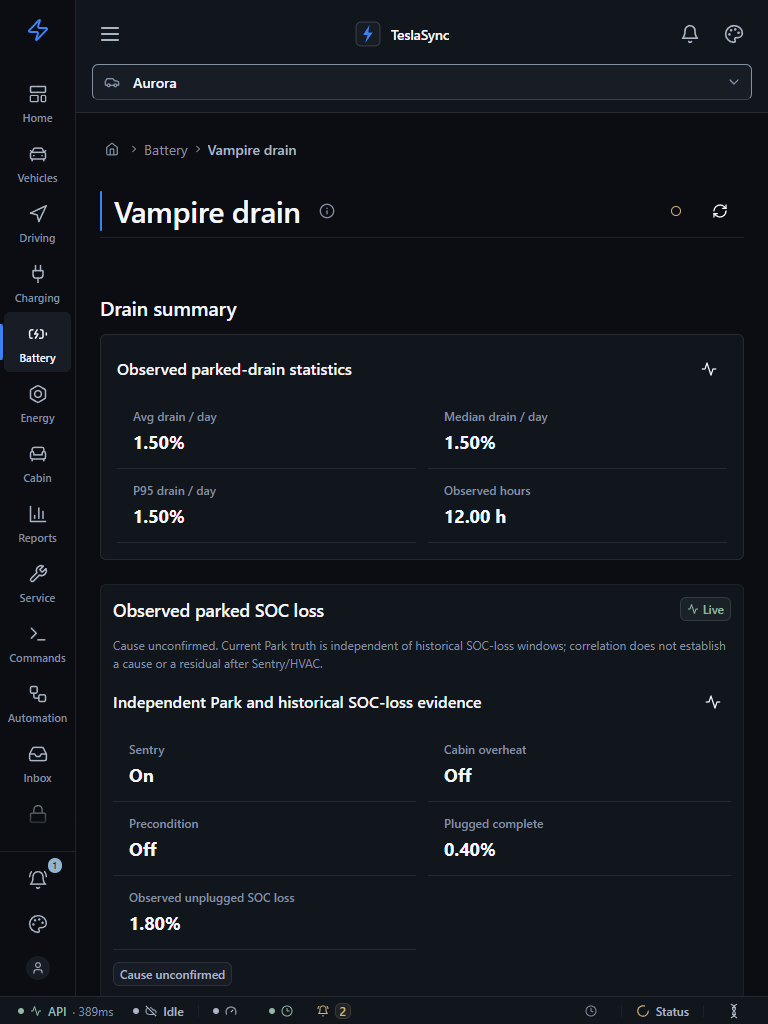 TeslaSync
Aurora
Home
Vehicles
Driving
Charging
Battery
Energy
Cabin
Reports
Service
Commands
Automation
Inbox
1
Battery
Vampire drain
Vampire drain
Drain summary
Observed parked-drain statistics
Avg drain / day
1.50%
Median drain / day
1.50%
P95 drain / day
1.50%
Observed hours
12.00 h
Observed parked SOC loss
Live
Cause unconfirmed. Current Park truth is independent of historical SOC-loss windows; correlation does not establish
a cause or a residual after Sentry/HVAC.
Independent Park and historical SOC-loss evidence
Sentry
On
Cabin overheat
Off
Precondition
Off
Plugged complete
0.40%
Observed unplugged SOC loss
1.80%
Cause unconfirmed
API · 389ms
Idle
2
Status